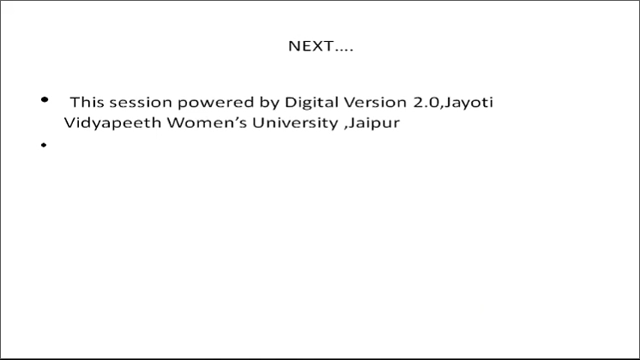 NEXT....
• This session powered by Digital Version 2.0,Jayoti
Vidyapeeth Women’s University ,Jaipur
•